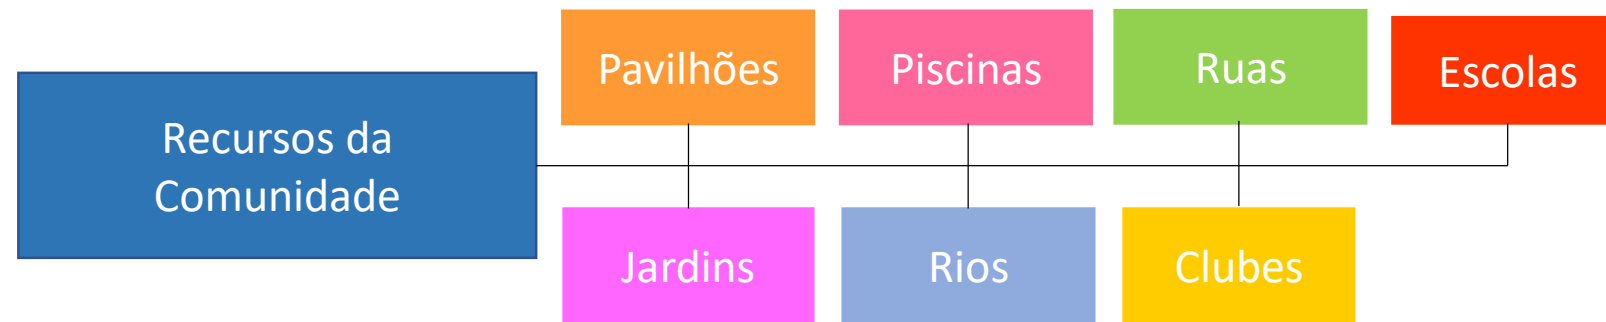 Recursos da
Comunidade
Pavilhões
Piscinas
Ruas
Escolas
Jardins
Rios
Clubes